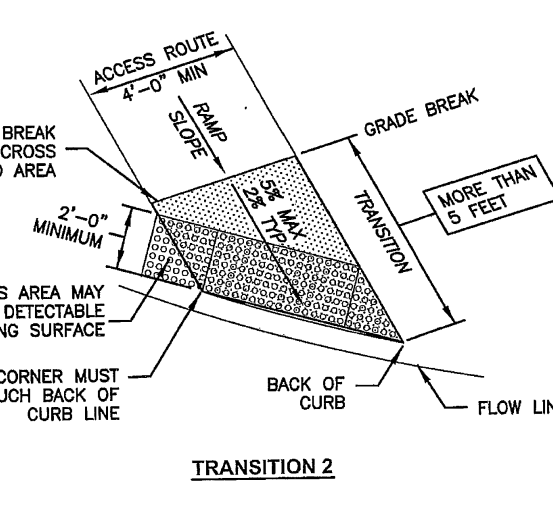 ACCESS ROUTE
4'-0" MIN
RAMP
SLOPE
GRADE BREAK
BREAK
CROSS
AREA
5% MAX
2% TYP
TRANSITION
MORE THAN
5 FEET
2'-0"
MINIMUM
S AREA MAY
DETECTABLE
NG SURFACE
CORNER MUST
UCH BACK OF
CURB LINE
BACK OF
CURB
FLOW LIN
TRANSITION 2